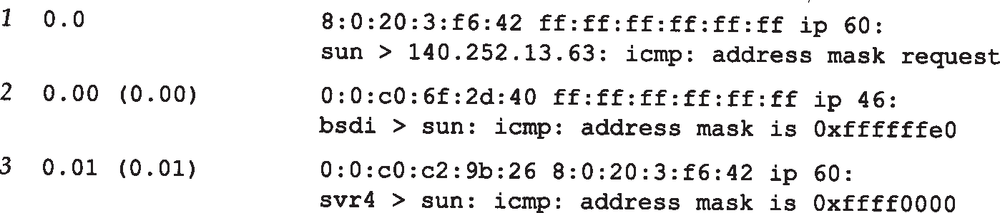 1 0.0 8:0:20:3:f6:42 ff:ff:ff:ff:ff:ff ip 60:
sun > 140.252.13.63: icmp: address mask request
2 0.00 (0.00) 0:0:c0:6f:2d:40 ff:ff:ff:ff:ff:ff ip 46:
bsdi > sun: icmp: address mask is 0xffffffe0
3 0.01 (0.01) 0:0:c0:c2:9b:26 8:0:20:3:f6:42 ip 60:
svr4 > sun: icmp: address mask is 0xffff0000